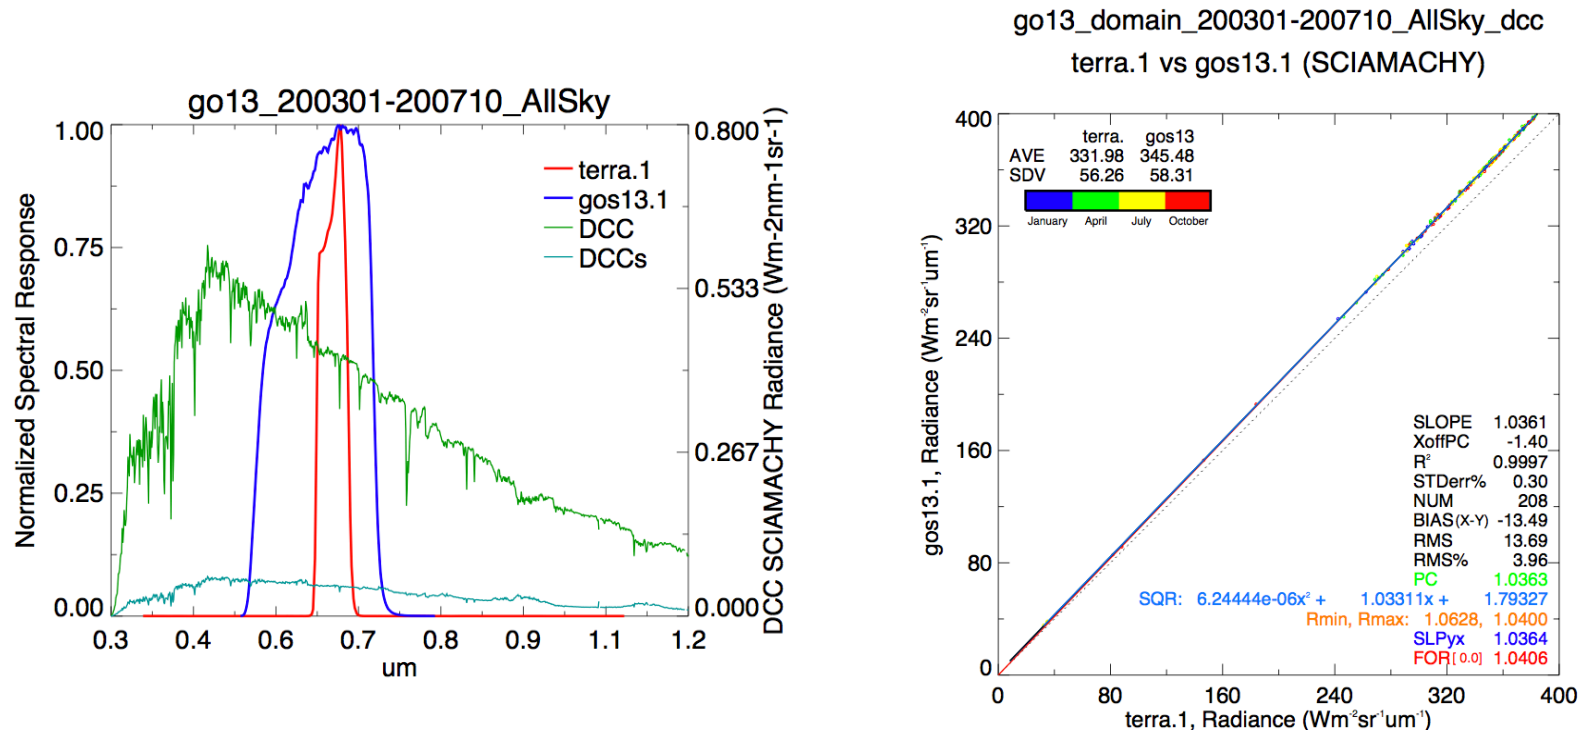 go13_200301-200710_AllSky
Normalized Spectral Response
1.00
0.75
0.50
0.25
0.00
0.3
0.4
0.5
0.6
0.7
0.8
0.9
1.1
1.2
um
terra.1
gos13.1
DCC
DCCs
0.800
0.533
0.267
0.000
DCC SCIAMACHY Radiance (Wm-2nm-1sr-1)
go13_domain_200301-200710_AllSky_dcc
terra.1 vs gos13.1 (SCIAMACHY)
gos13.1, Radiance (Wm-2sr-1um-1)
400
320
240
160
80
0
terra. gos13
AVE 331.98 345.48
SDV 56.26 58.31
January April July October
SLOPE 1.0361
XoffPC -1.40
R² 0.9997
STDerr% 0.30
NUM 208
BIAS(X-Y) -13.49
RMS 13.69
RMS% 3.96
PC 1.0363
SQR: 6.24444e-06x² + 1.03311x + 1.79327
Rmin, Rmax: 1.0628, 1.0400
SLPyx 1.0364
FOR[ 0.0] 1.0406
0 80 160 240 320 400
terra.1, Radiance (Wm-2sr-1um-1)